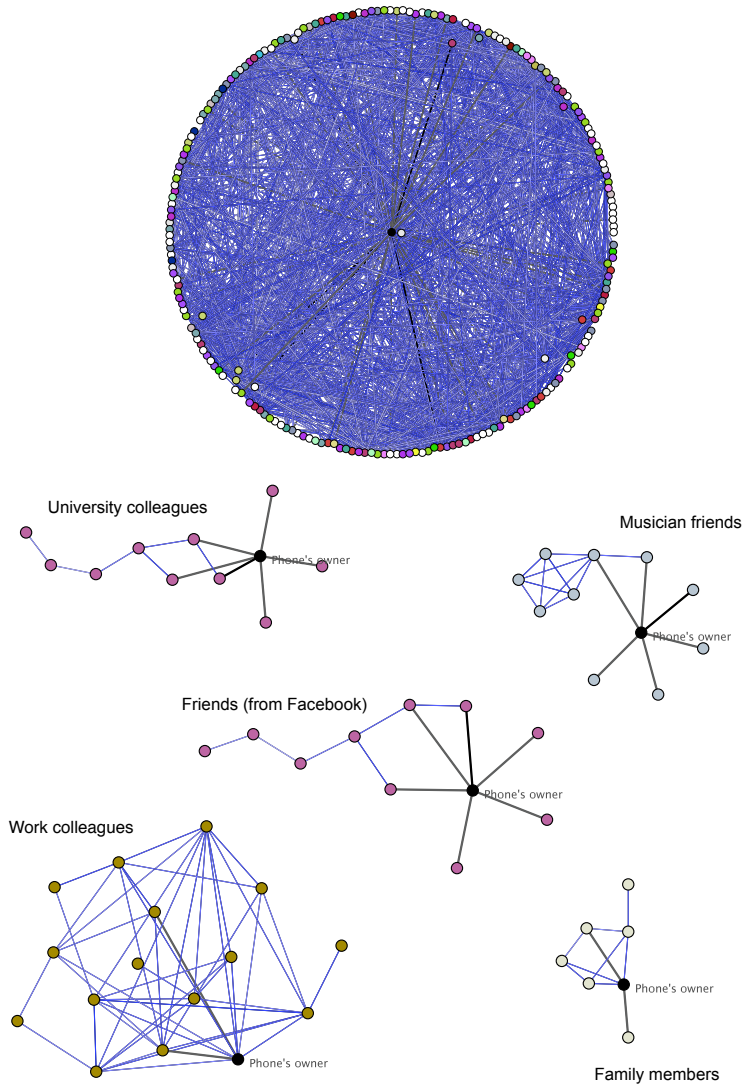 University colleagues
Phone's owner
Musician friends
Phone's owner
Friends (from Facebook)
Phone's owner
Work colleagues
Phone's owner
Phone's owner
Family members